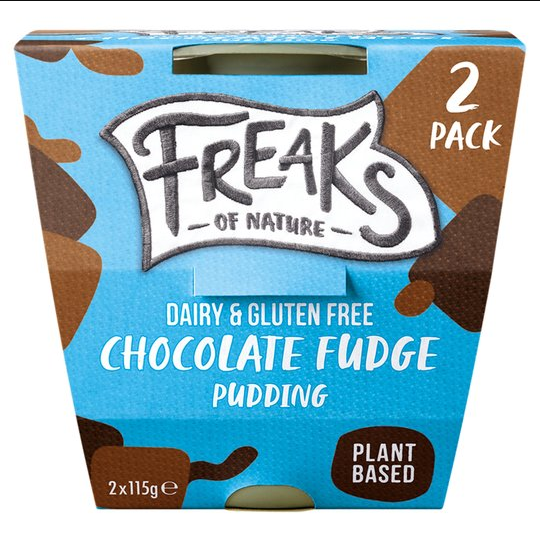 2
PACK
FREAKS
— OF NATURE —
DAIRY & GLUTEN FREE
CHOCOLATE FUDGE
PUDDING
PLANT
BASED
2x115g℮